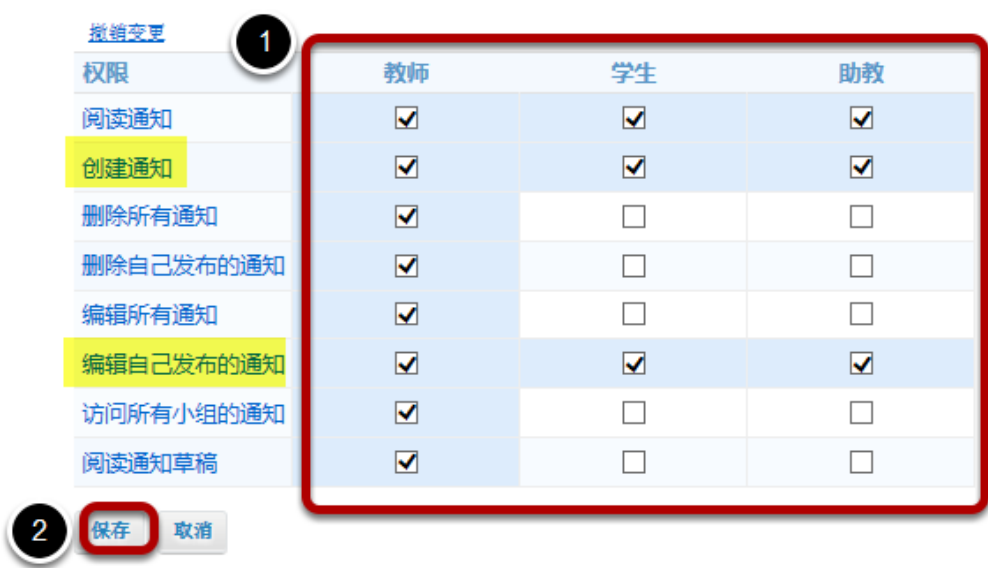 撤销变更
1
权限 教师 学生 助教
阅读通知
创建通知
删除所有通知
删除自己发布的通知
编辑所有通知
编辑自己发布的通知
访问所有小组的通知
阅读通知草稿
2 保存 取消